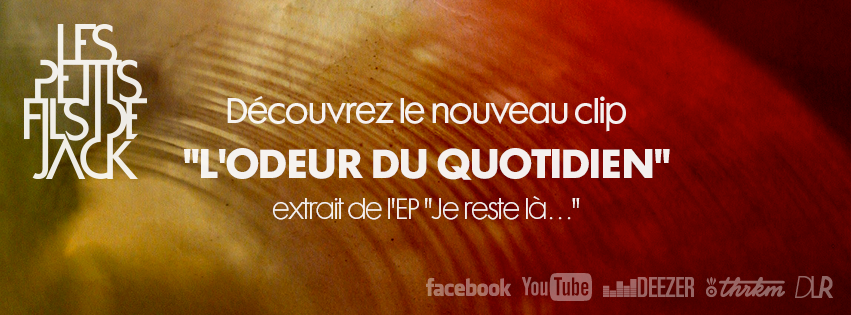 LES
PETITS
FILS DE
JACK
Découvrez le nouveau clip
"L'ODEUR DU QUOTIDIEN"
extrait de l'EP "Je reste là..."
facebook YouTube DEEZER thrkm DLR